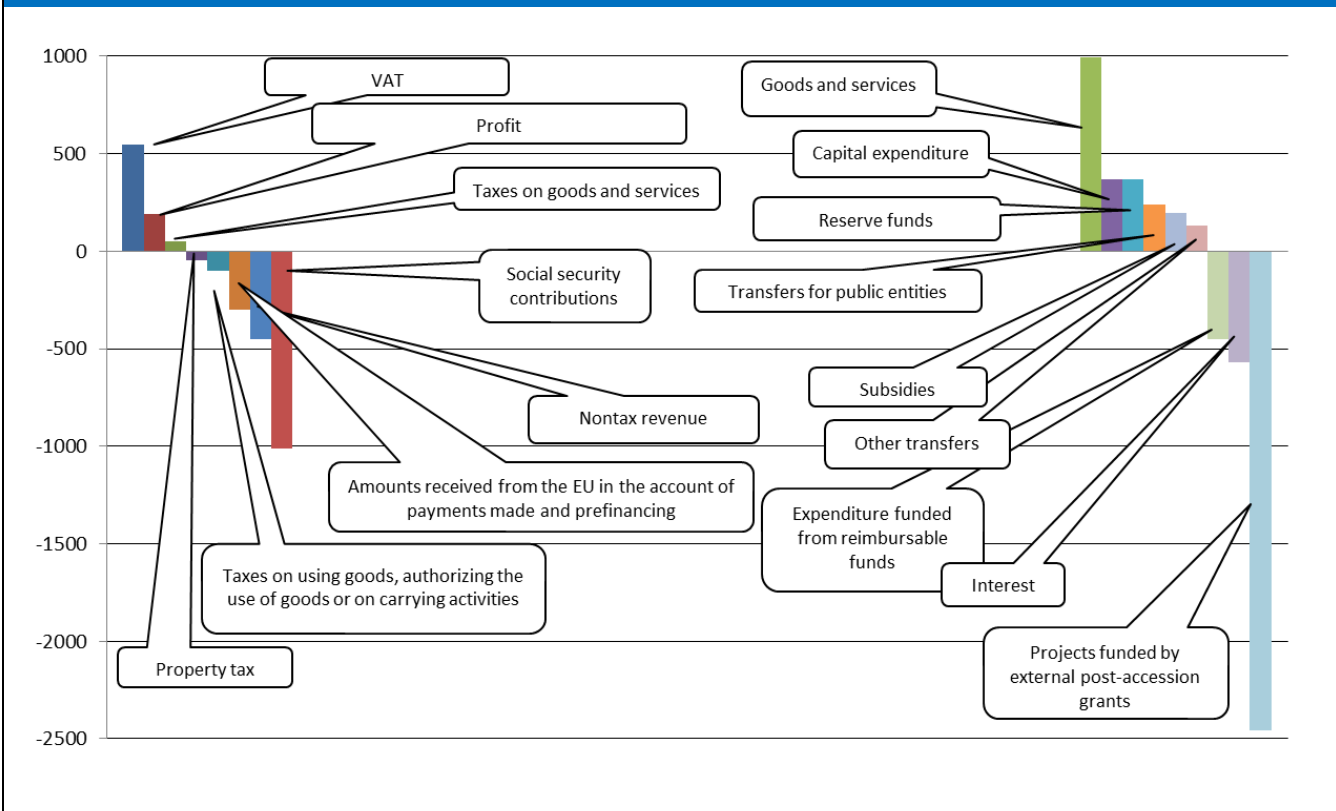 1000
500
0
-500
-1000
-1500
-2000
-2500
VAT
Profit
Taxes on goods and services
Social security
contributions
Nontax revenue
Amounts received from the EU in the account of
payments made and prefinancing
Taxes on using goods, authorizing the
use of goods or on carrying activities
Property tax
Goods and services
Capital expenditure
Reserve funds
Transfers for public entities
Subsidies
Other transfers
Expenditure funded
from reimbursable
funds
Interest
Projects funded by
external post-accession
grants